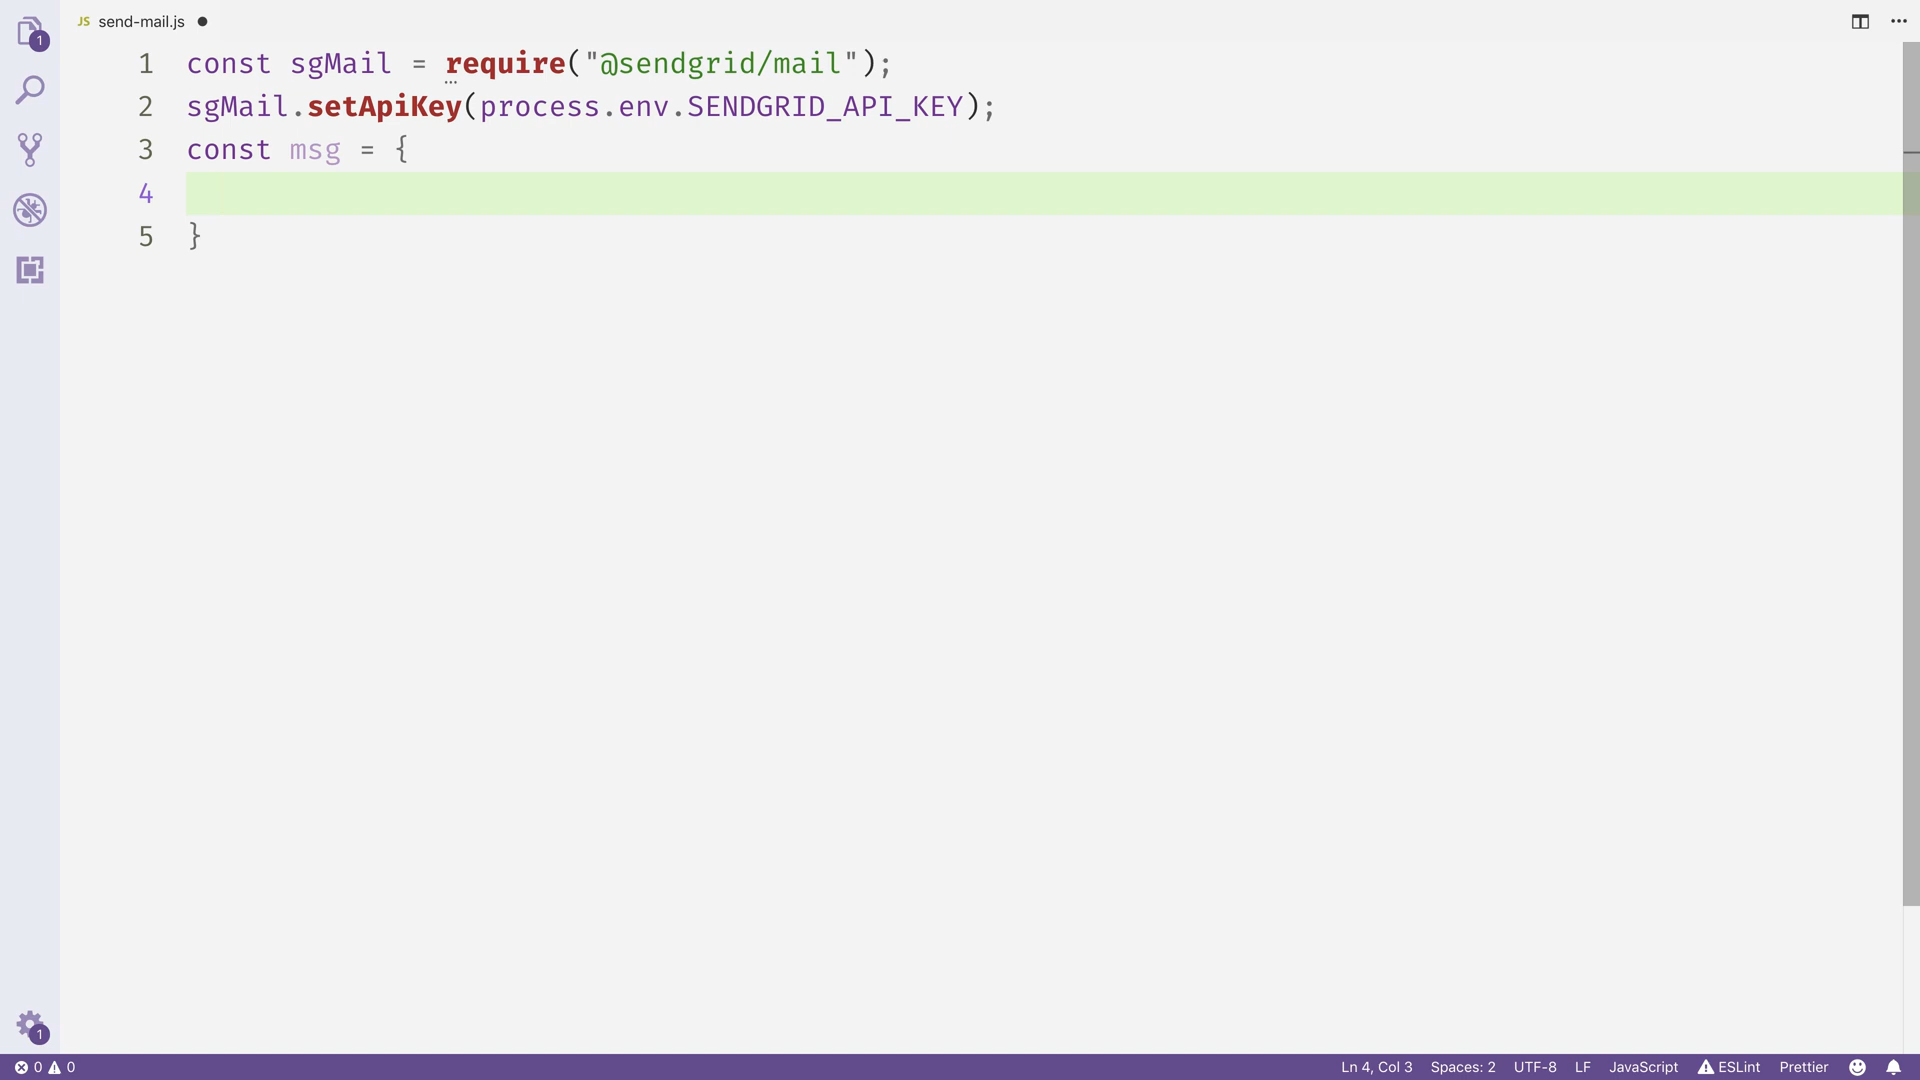 JS send-mail.js
1
1 const sgMail = require("@sendgrid/mail");
2 sgMail.setApiKey(process.env.SENDGRID_API_KEY);
3 const msg = {
4
5 }
1
0 0 Ln 4, Col 3 Spaces: 2 UTF-8 LF JavaScript ESLint Prettier